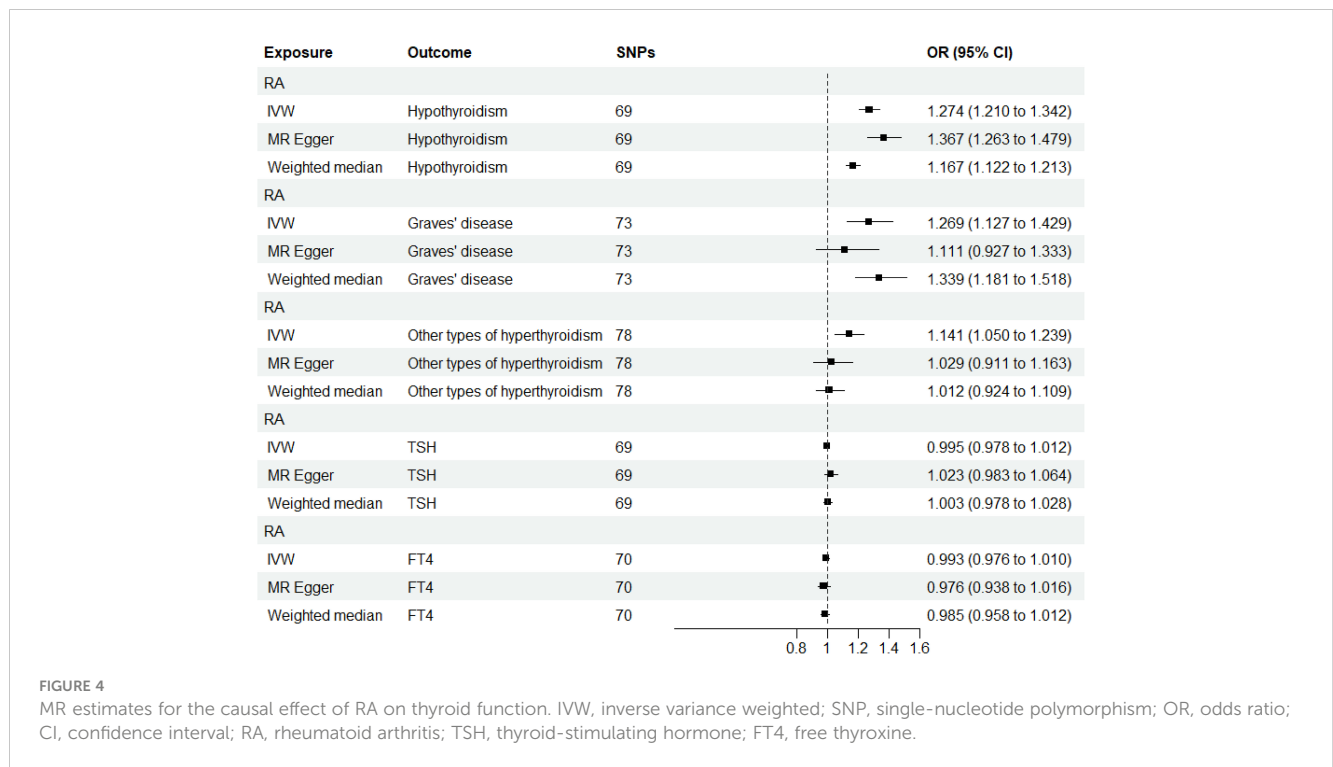 Exposure Outcome SNPs OR (95% CI)
RA
IVW Hypothyroidism 69 1.274 (1.210 to 1.342)
MR Egger Hypothyroidism 69 1.367 (1.263 to 1.479)
Weighted median Hypothyroidism 69 1.167 (1.122 to 1.213)
RA
IVW Graves' disease 73 1.269 (1.127 to 1.429)
MR Egger Graves' disease 73 1.111 (0.927 to 1.333)
Weighted median Graves' disease 73 1.339 (1.181 to 1.518)
RA
IVW Other types of hyperthyroidism 78 1.141 (1.050 to 1.239)
MR Egger Other types of hyperthyroidism 78 1.029 (0.911 to 1.163)
Weighted median Other types of hyperthyroidism 78 1.012 (0.924 to 1.109)
RA
IVW TSH 69 0.995 (0.978 to 1.012)
MR Egger TSH 69 1.023 (0.983 to 1.064)
Weighted median TSH 69 1.003 (0.978 to 1.028)
RA
IVW FT4 70 0.993 (0.976 to 1.010)
MR Egger FT4 70 0.976 (0.938 to 1.016)
Weighted median FT4 70 0.985 (0.958 to 1.012)
0.8 1 1.2 1.4 1.6
FIGURE 4
MR estimates for the causal effect of RA on thyroid function. IVW, inverse variance weighted; SNP, single-nucleotide polymorphism; OR, odds ratio;
CI, confidence interval; RA, rheumatoid arthritis; TSH, thyroid-stimulating hormone; FT4, free thyroxine.